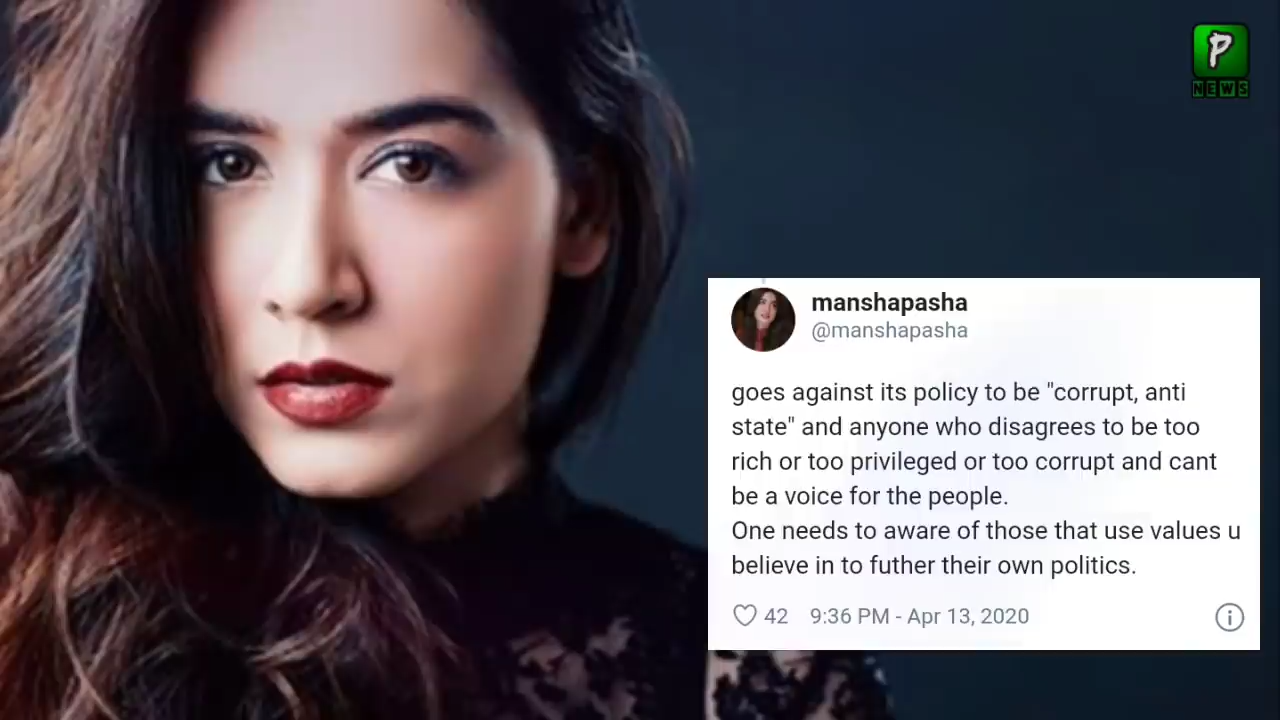 P
NEWS
manshapasha
@manshapasha
goes against its policy to be "corrupt, anti
state" and anyone who disagrees to be too
rich or too privileged or too corrupt and cant
be a voice for the people.
One needs to aware of those that use values u
believe in to futher their own politics.
42 9:36 PM - Apr 13, 2020